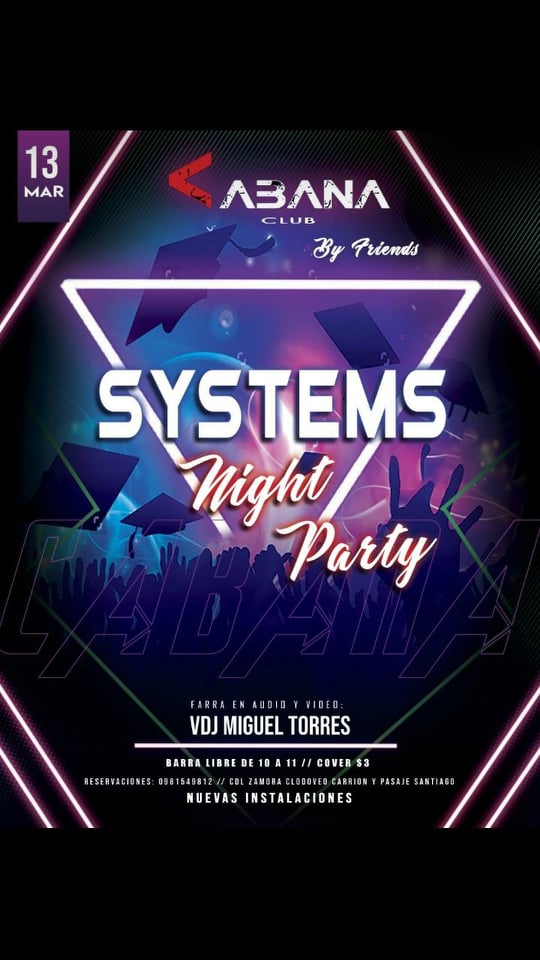 13
MAR
KABANA
CLUB
By Friends
SYSTEMS
Night
Party
CABANA
FARRA EN AUDIO Y VIDEO:
VDJ MIGUEL TORRES
BARRA LIBRE DE 10 A 11 // COVER $3
RESERVACIONES: 0981549812 // CDL ZAMORA CLODOVEO CARRION Y PASAJE SANTIAGO
NUEVAS INSTALACIONES